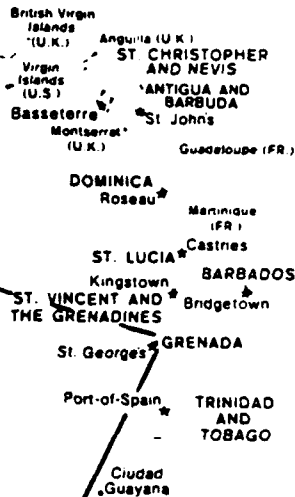 British Virgin
Islands
(U.K.)
Anguilla (U.K.)
ST. CHRISTOPHER
AND NEVIS
Virgin
Islands
(U.S.)
ANTIGUA AND
BARBUDA
Basseterre
St. John's
Montserrat
(U.K.)
Guadeloupe (FR.)
DOMINICA
Roseau
Martinique
(FR.)
Castries
ST. LUCIA
BARBADOS
Kingstown
ST. VINCENT AND
THE GRENADINES
Bridgetown
GRENADA
St. George's
Port-of-Spain
TRINIDAD
AND
TOBAGO
Ciudad
Guayana